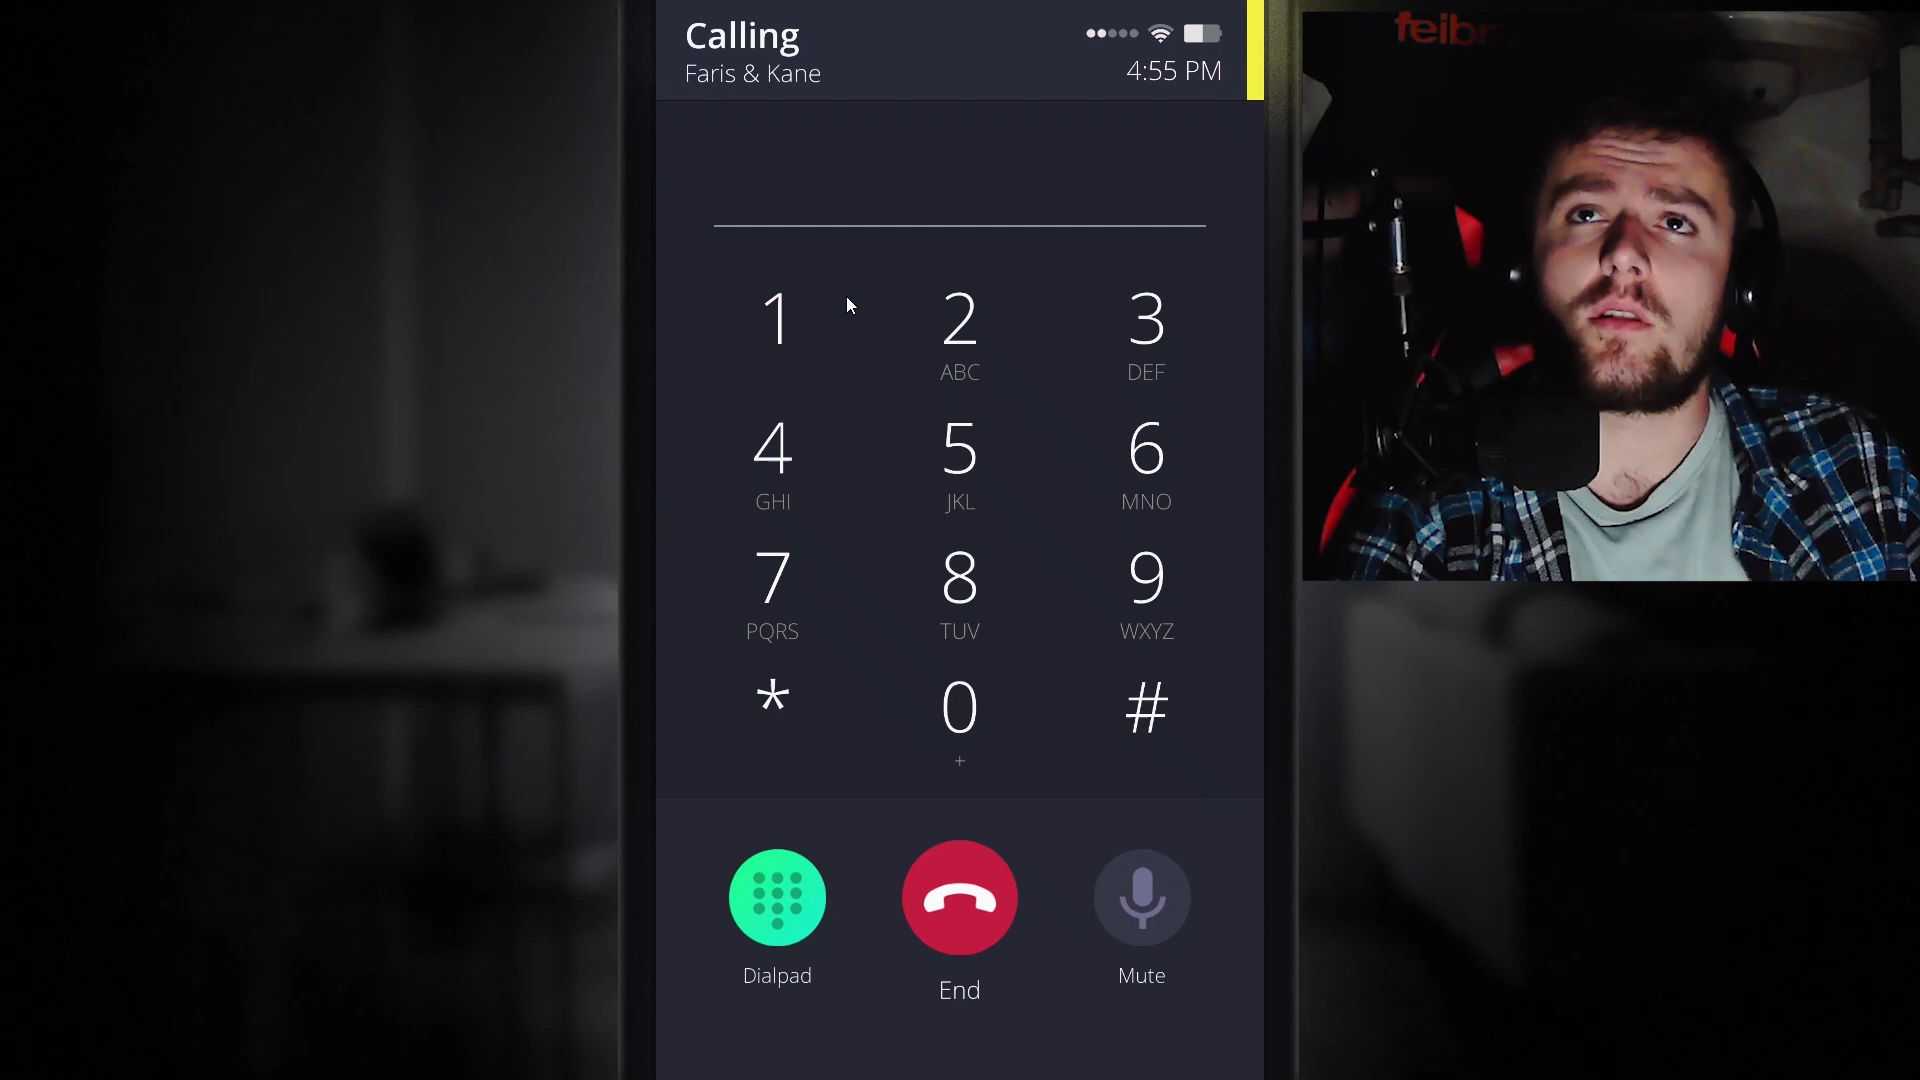 Calling
Faris & Kane
4:55 PM
1
2
3
ABC
DEF
4
5
6
GHI
JKL
MNO
7
8
9
PQRS
TUV
WXYZ
*
0
#
+
Dialpad
End
Mute